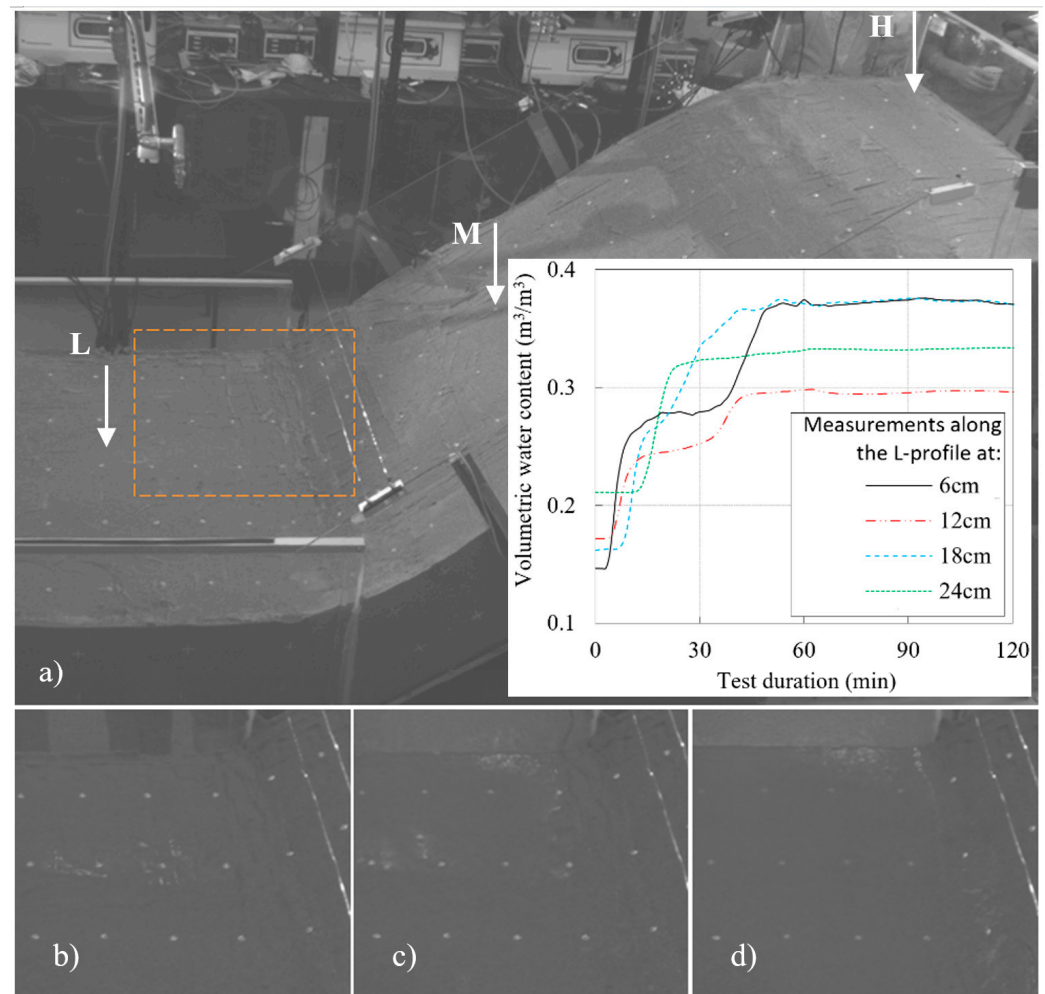 H
M
L
0.4
0.3
0.2
0.1
Volumetric water content (m³/m³)
Measurements along
the L-profile at:
6cm
12cm
18cm
24cm
0 30 60 90 120
Test duration (min)
a)
b)
c)
d)